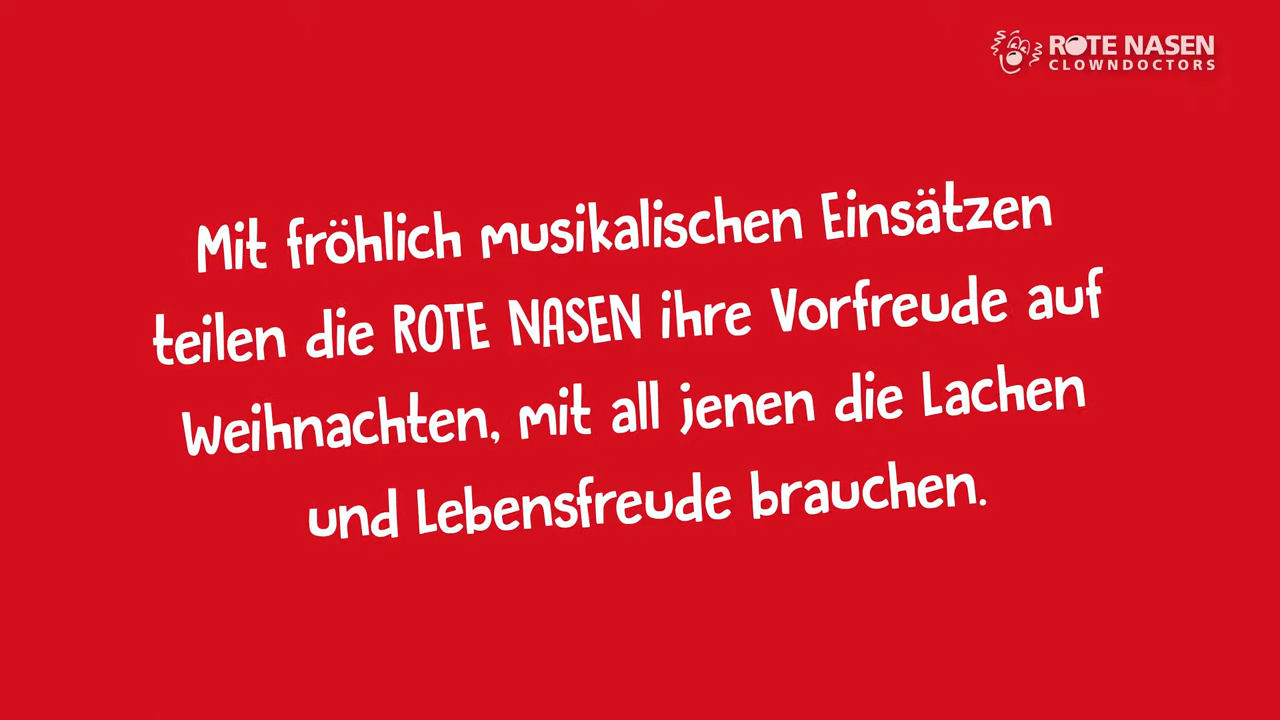 ROTE NASEN
CLOWNDOCTORS
Mit fröhlich musikalischen Einsätzen
teilen die ROTE NASEN ihre Vorfreude auf
Weihnachten, mit all jenen die Lachen
und Lebensfreude brauchen.